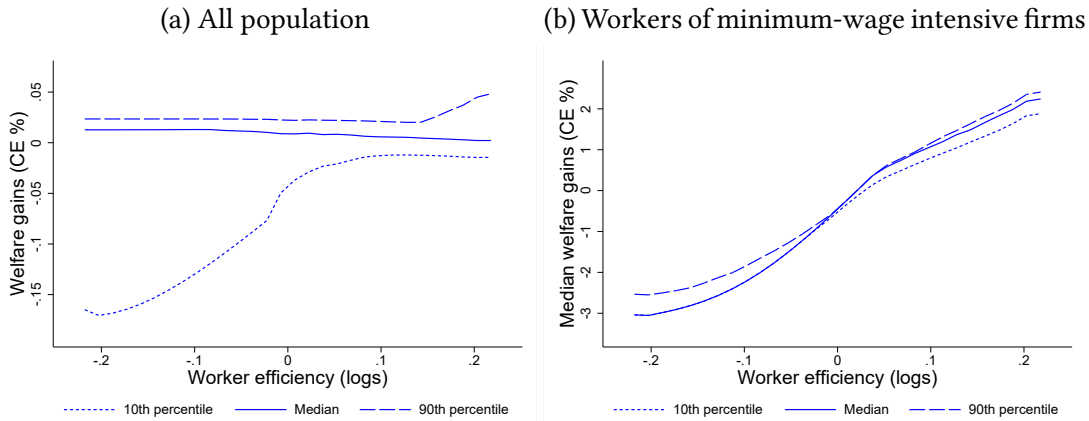 (a) All population
Welfare gains (CE %)
.05
0
-.05
-.1
-.15
-.2
-.1
0
.1
.2
Worker efficiency (logs)
10th percentile
Median
90th percentile
(b) Workers of minimum-wage intensive firms
Median welfare gains (CE %)
2
1
0
-1
-2
-3
-.2
-.1
0
.1
.2
Worker efficiency (logs)
10th percentile
Median
90th percentile